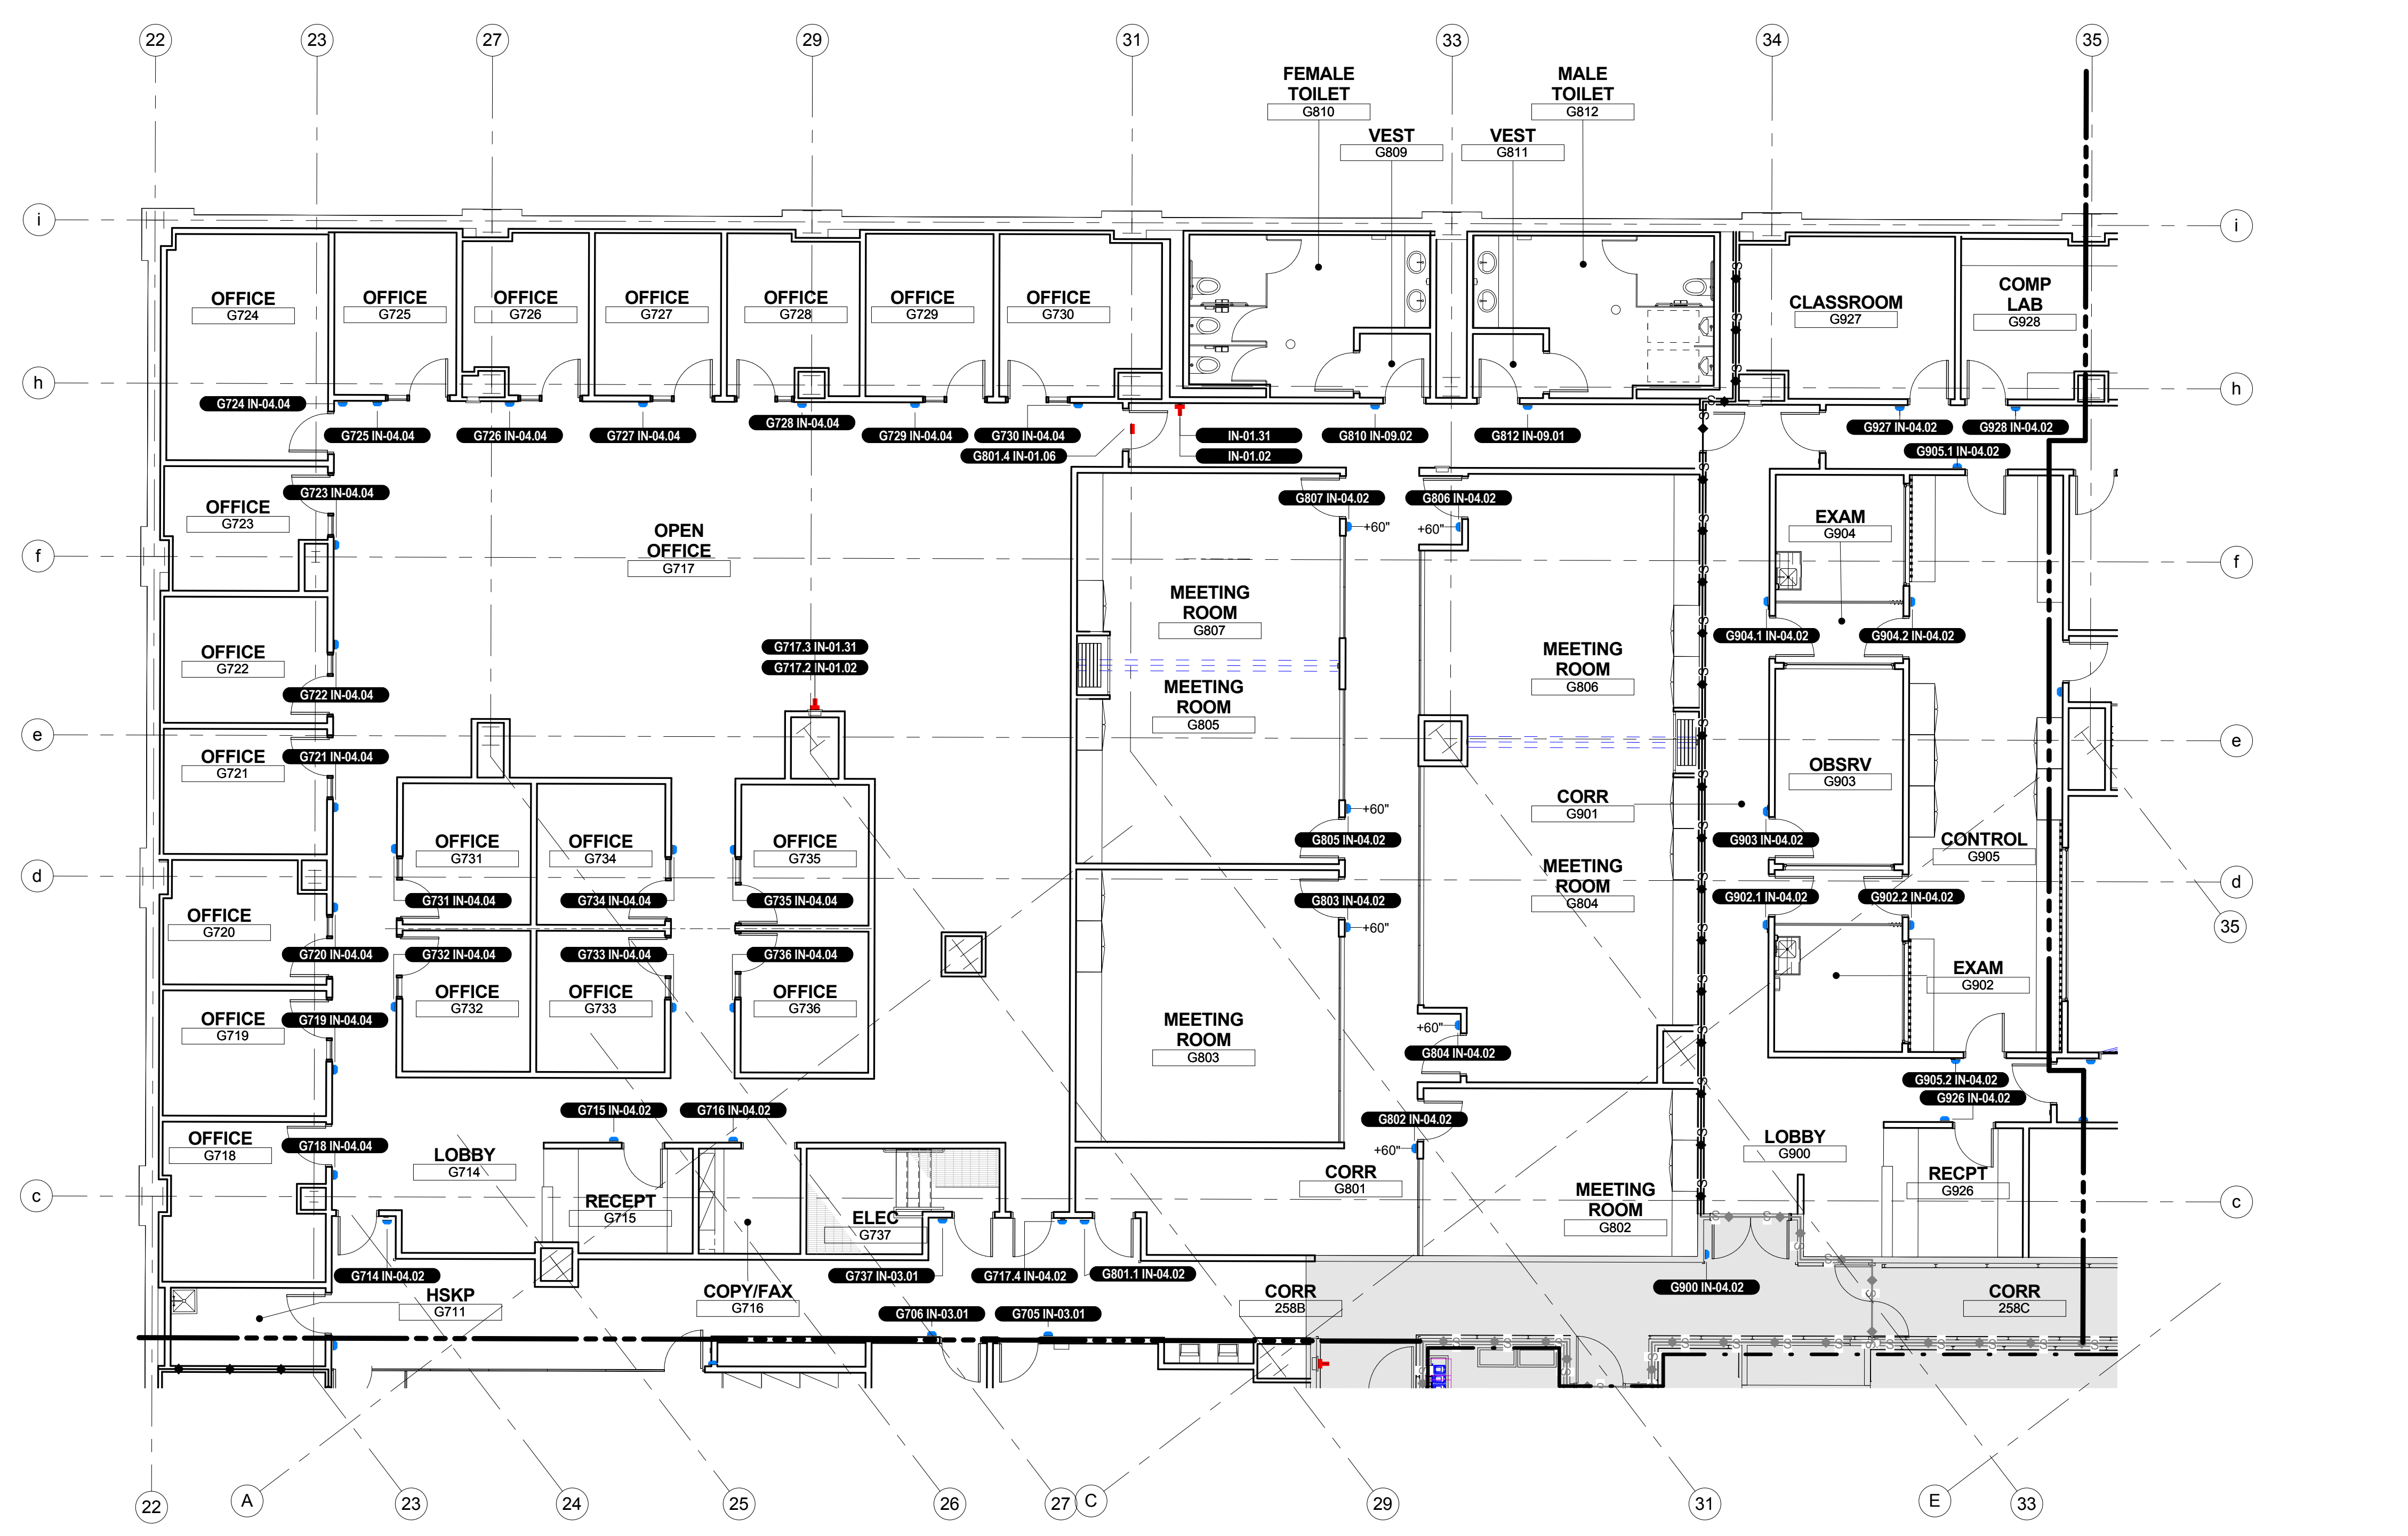 22
23
27
29
31
33
34
35
FEMALE
TOILET
G810
MALE
TOILET
G812
VEST
G809
VEST
G811
i
i
OFFICE
G724
OFFICE
G725
OFFICE
G726
OFFICE
G727
OFFICE
G728
OFFICE
G729
OFFICE
G730
CLASSROOM
G927
COMP
LAB
G928
h
h
G724 IN-04.04
G725 IN-04.04
G726 IN-04.04
G727 IN-04.04
G728 IN-04.04
G729 IN-04.04
G730 IN-04.04
G801.4 IN-01.06
IN-01.31
IN-01.02
G810 IN-09.02
G812 IN-09.01
G927 IN-04.02
G928 IN-04.02
G905.1 IN-04.02
G723 IN-04.04
OFFICE
G723
OPEN
OFFICE
G717
G807 IN-04.02
G806 IN-04.02
+60"
+60"
EXAM
G904
f
f
MEETING
ROOM
G807
G904.1 IN-04.02
G904.2 IN-04.02
OFFICE
G722
G722 IN-04.04
G717.3 IN-01.31
G717.2 IN-01.02
MEETING
ROOM
G805
MEETING
ROOM
G806
e
e
OFFICE
G721
G721 IN-04.04
OBSRV
G903
CORR
G901
+60"
G805 IN-04.02
G903 IN-04.02
CONTROL
G905
OFFICE
G731
OFFICE
G734
OFFICE
G735
d
d
MEETING
ROOM
G804
G731 IN-04.04
G734 IN-04.04
G735 IN-04.04
G803 IN-04.02
G902.1 IN-04.02
G902.2 IN-04.02
OFFICE
G720
+60"
35
G720 IN-04.04
G732 IN-04.04
G733 IN-04.04
G736 IN-04.04
EXAM
G902
OFFICE
G732
OFFICE
G733
OFFICE
G736
OFFICE
G719
G719 IN-04.04
MEETING
ROOM
G803
+60"
G804 IN-04.02
G905.2 IN-04.02
G926 IN-04.02
G715 IN-04.02
G716 IN-04.02
G802 IN-04.02
OFFICE
G718
G718 IN-04.04
LOBBY
G714
+60"
LOBBY
G900
CORR
G801
RECPT
G926
c
c
RECEPT
G715
ELEC
G737
MEETING
ROOM
G802
G714 IN-04.02
G737 IN-03.01
G717.4 IN-04.02
G801.1 IN-04.02
G900 IN-04.02
HSKP
G711
COPY/FAX
G716
CORR
258B
CORR
258C
G706 IN-03.01
G705 IN-03.01
22
A
23
24
25
26
27
C
29
31
E
33